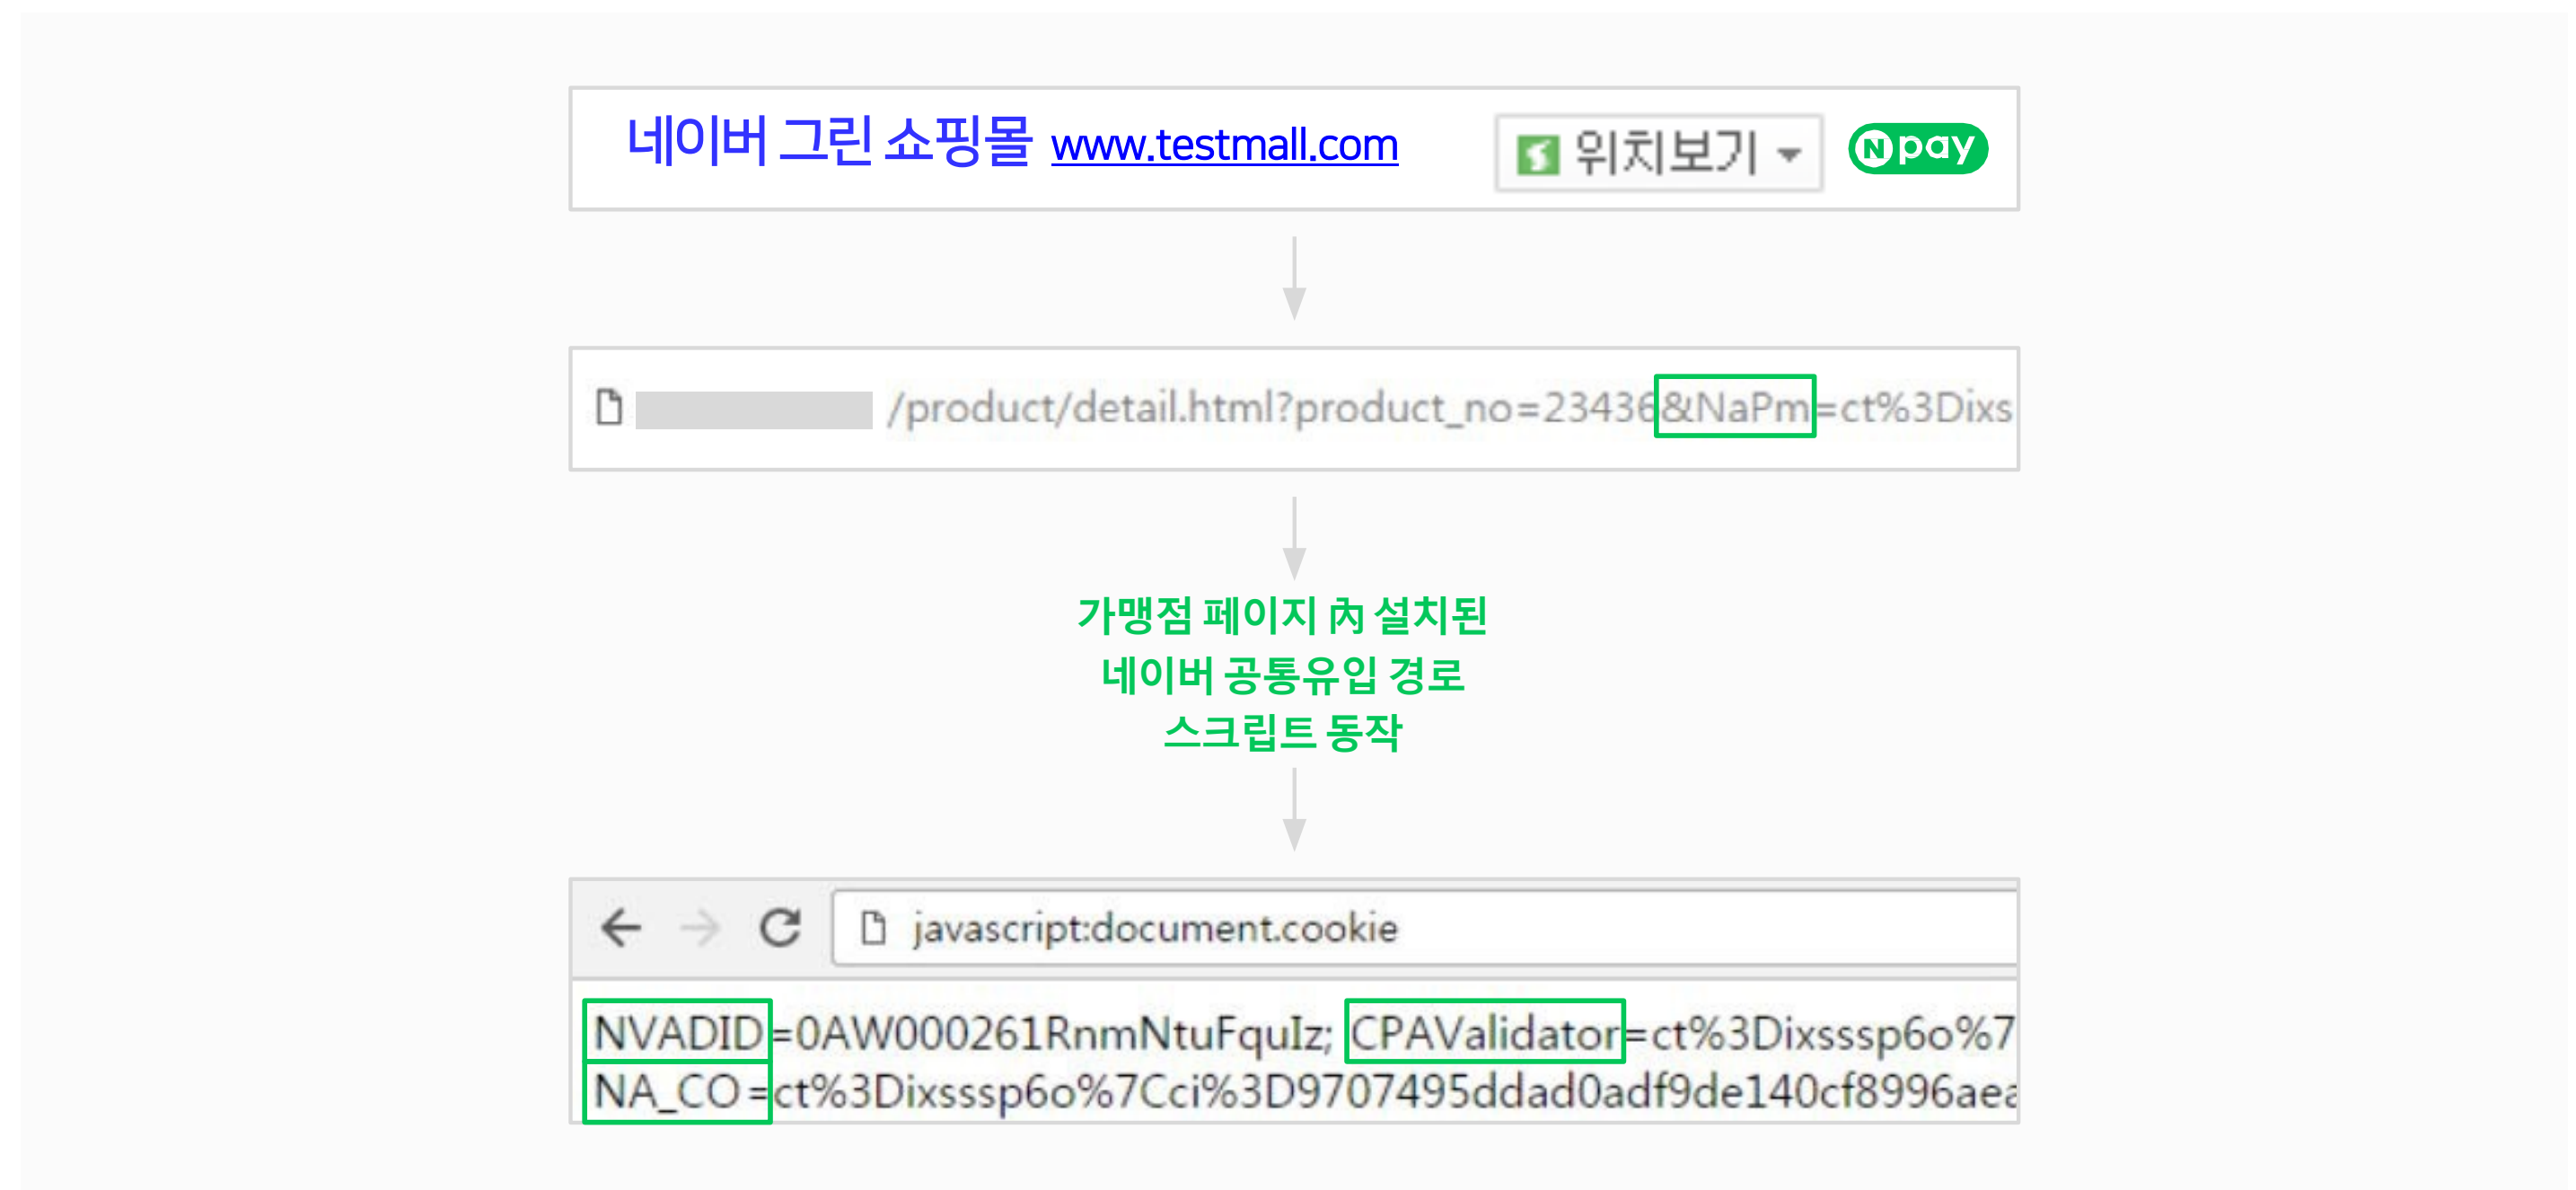 네이버 그린 쇼핑몰 www.testmall.com 위치보기 N pay
/product/detail.html?product_no=23436&NaPm=ct%3Dixs
가맹점 페이지 內 설치된
네이버 공통유입 경로
스크립트 동작
javascript:document.cookie
NVADID=0AW000261RnmNtuFquIz; CPAValidator=ct%3Dixsssp6o%7
NA_CO=ct%3Dixsssp6o%7Cci%3D9707495ddad0adf9de140cf8996aea